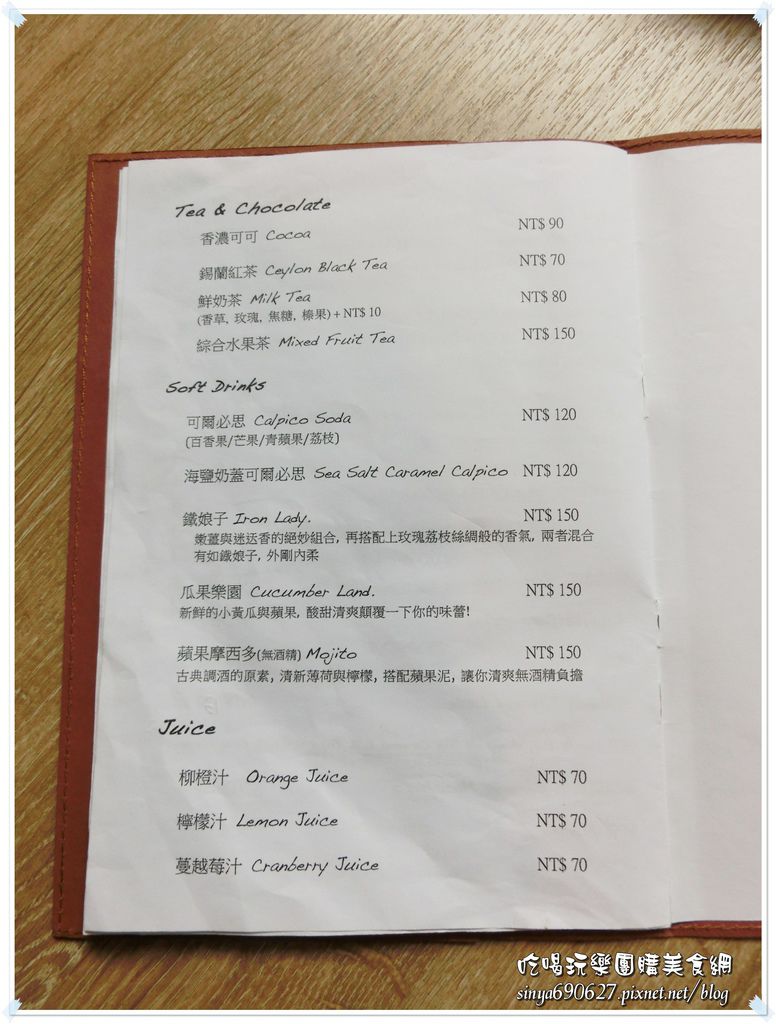 Tea & Chocolate
香濃可可 Cocoa NT$ 90
錫蘭紅茶 Ceylon Black Tea NT$ 70
鮮奶茶 Milk Tea NT$ 80
(香草, 玫瑰, 焦糖, 榛果) + NT$ 10
綜合水果茶 Mixed Fruit Tea NT$ 150
Soft Drinks
可爾必思 Calpico Soda NT$ 120
(百香果/芒果/青蘋果/荔枝)
海鹽奶蓋可爾必思 Sea Salt Caramel Calpico NT$ 120
鐵娘子 Iron Lady. NT$ 150
嫩薑與迷迭香的絕妙組合, 再搭配上玫瑰荔枝絲綢般的香氣, 兩者混合
有如鐵娘子, 外剛內柔
瓜果樂園 Cucumber Land. NT$ 150
新鮮的小黃瓜與蘋果, 酸甜清爽顛覆一下你的味蕾!
蘋果摩西多(無酒精) Mojito NT$ 150
古典調酒的原素, 清新薄荷與檸檬, 搭配蘋果泥, 讓你清爽無酒精負擔
Juice
柳橙汁 Orange Juice NT$ 70
檸檬汁 Lemon Juice NT$ 70
蔓越莓汁 Cranberry Juice NT$ 70
吃喝玩樂團購美食網
sinya690627.pixnet.net/blog